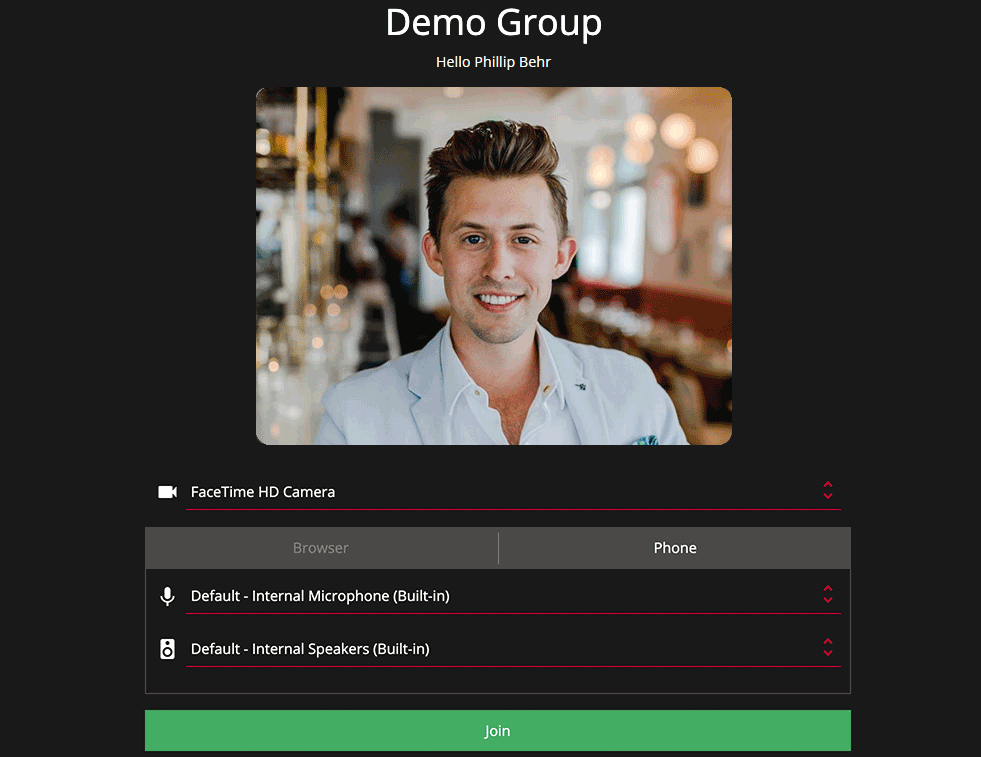 Demo Group
Hello Phillip Behr
FaceTime HD Camera
Browser
Phone
Default - Internal Microphone (Built-in)
Default - Internal Speakers (Built-in)
Join